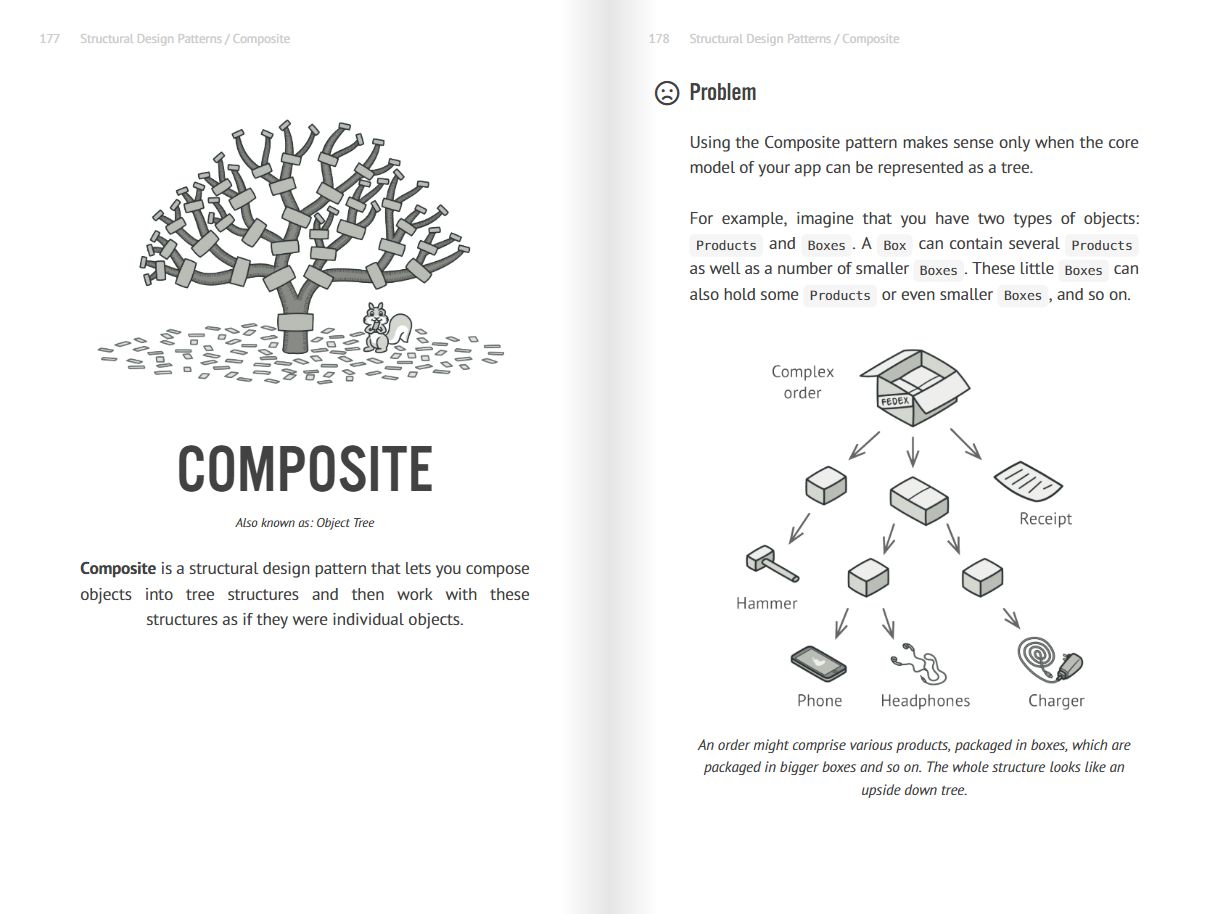 177 Structural Design Patterns / Composite
COMPOSITE
Also known as: Object Tree
Composite is a structural design pattern that lets you compose
objects into tree structures and then work with these
structures as if they were individual objects.
178 Structural Design Patterns / Composite
Problem
Using the Composite pattern makes sense only when the core
model of your app can be represented as a tree.
For example, imagine that you have two types of objects:
Products and Boxes . A Box can contain several Products
as well as a number of smaller Boxes . These little Boxes can
also hold some Products or even smaller Boxes , and so on.
Complex
order
FEDEX
Receipt
Hammer
Phone Headphones Charger
An order might comprise various products, packaged in boxes, which are
packaged in bigger boxes and so on. The whole structure looks like an
upside down tree.